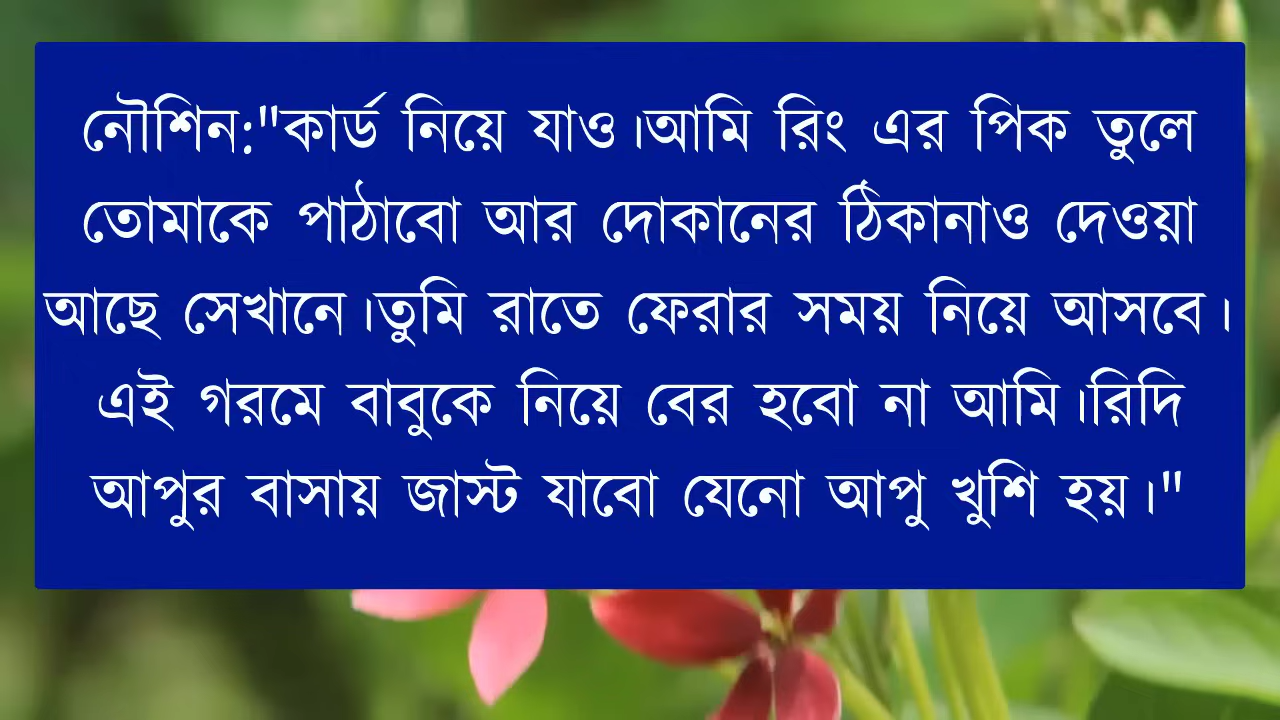 নৌশিন:"কার্ড নিয়ে যাও।আমি রিং এর পিক তুলে
তোমাকে পাঠাবো আর দোকানের ঠিকানাও দেওয়া
আছে সেখানে।তুমি রাতে ফেরার সময় নিয়ে আসবে।
এই গরমে বাবুকে নিয়ে বের হবো না আমি।রিদি
আপুর বাসায় জাস্ট যাবো যেনো আপু খুশি হয়।"